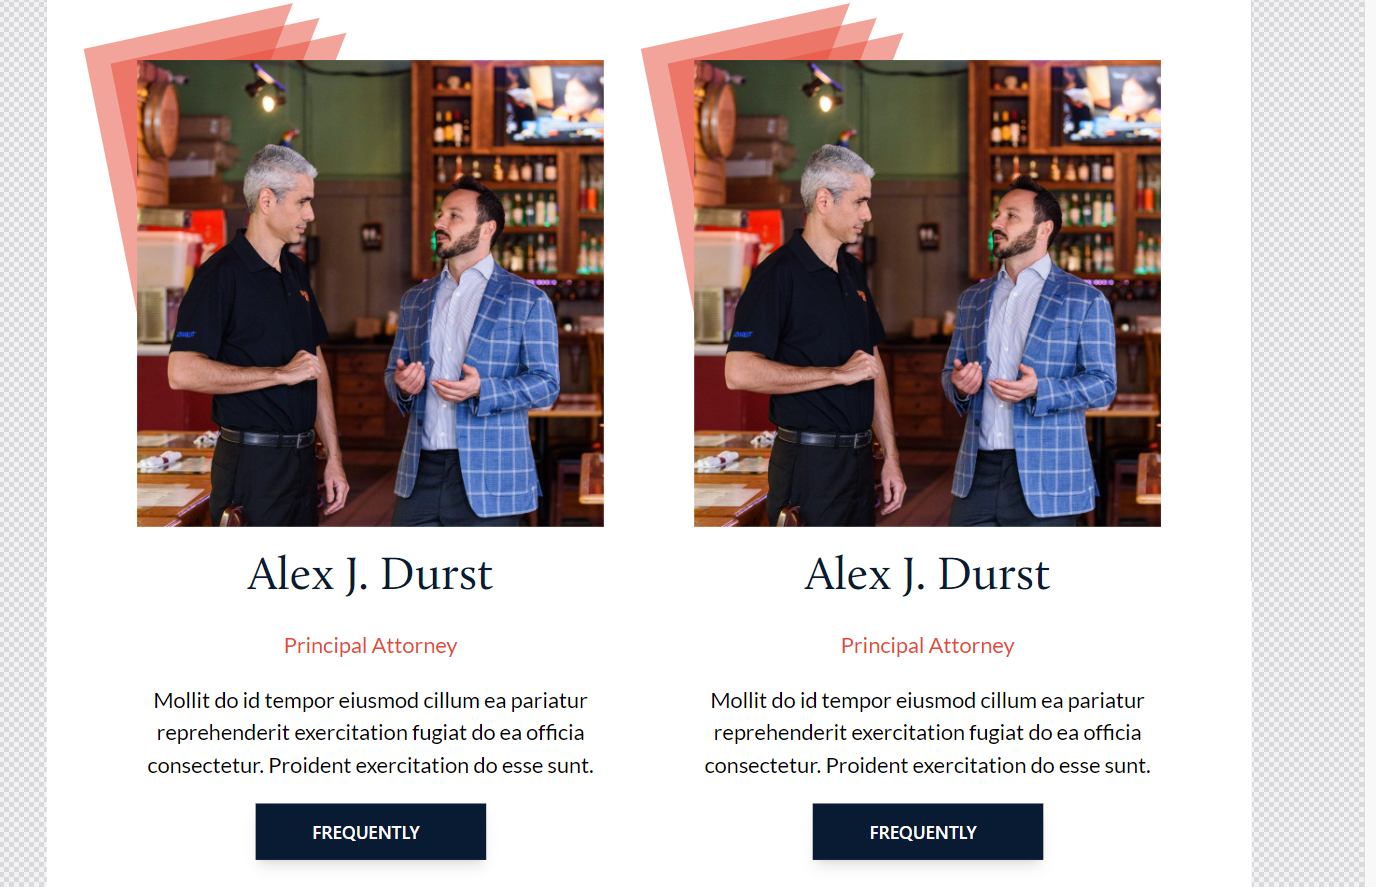 Alex J. Durst
Principal Attorney
Mollit do id tempor eiusmod cillum ea pariatur
reprehenderit exercitation fugiat do ea officia
consectetur. Proident exercitation do esse sunt.
FREQUENTLY
Alex J. Durst
Principal Attorney
Mollit do id tempor eiusmod cillum ea pariatur
reprehenderit exercitation fugiat do ea officia
consectetur. Proident exercitation do esse sunt.
FREQUENTLY